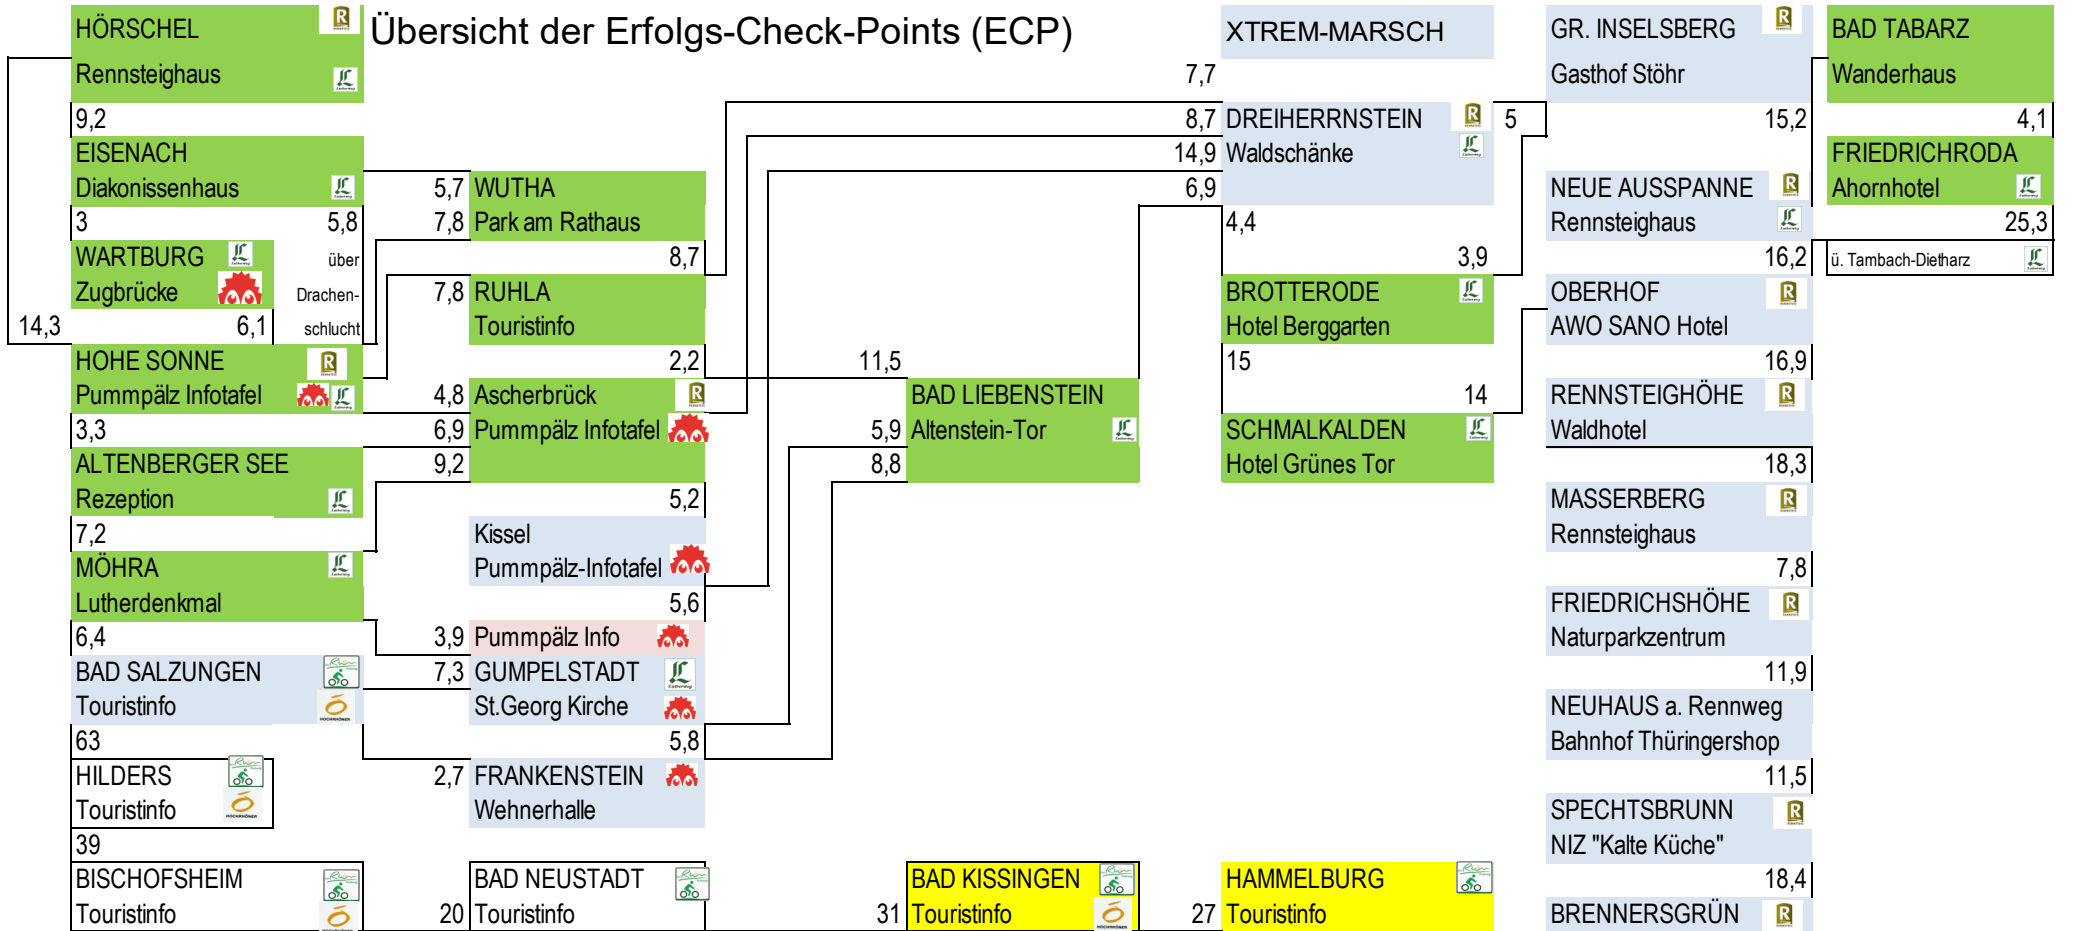 Übersicht der Erfolgs-Check-Points (ECP)
HÖRSCHEL
Rennsteighaus
9,2
EISENACH
Diakonissenhaus
3
5,8
WARTBURG
über
Zugbrücke
Drachen-
14,3
6,1
schlucht
HOHE SONNE
Pummpälz Infotafel
3,3
ALTENBERGER SEE
Rezeption
7,2
MÖHRA
Lutherdenkmal
6,4
BAD SALZUNGEN
Touristinfo
63
HILDERS
Touristinfo
39
BISCHOFSHEIM
Touristinfo
5,7
WUTHA
7,8
Park am Rathaus
8,7
7,8
RUHLA
Touristinfo
2,2
4,8
Ascherbrück
6,9
Pummpälz Infotafel
9,2
5,2
Kissel
Pummpälz-Infotafel
5,6
3,9
Pummpälz Info
7,3
GUMPELSTADT
St.Georg Kirche
5,8
2,7
FRANKENSTEIN
Wehnerhalle
BAD NEUSTADT
20
Touristinfo
11,5
BAD LIEBENSTEIN
5,9
Altenstein-Tor
8,8
BAD KISSINGEN
31
Touristinfo
XTREM-MARSCH
7,7
8,7
DREIHERRNSTEIN
5
14,9
Waldschänke
6,9
4,4
3,9
BROTTERODE
Hotel Berggarten
15
14
SCHMALKALDEN
Hotel Grünes Tor
HAMMELBURG
27
Touristinfo
GR. INSELSBERG
Gasthof Stöhr
15,2
NEUE AUSSPANNE
Rennsteighaus
16,2
OBERHOF
AWO SANO Hotel
16,9
RENNSTEIGHÖHE
Waldhotel
18,3
MASSERBERG
Rennsteighaus
7,8
FRIEDRICHSHÖHE
Naturparkzentrum
11,9
NEUHAUS a. Rennweg
Bahnhof Thüringershop
11,5
SPECHTSBRUNN
NIZ "Kalte Küche"
18,4
BRENNERSGRÜN
BAD TABARZ
Wanderhaus
4,1
FRIEDRICHRODA
Ahornhotel
25,3
ü. Tambach-Dietharz